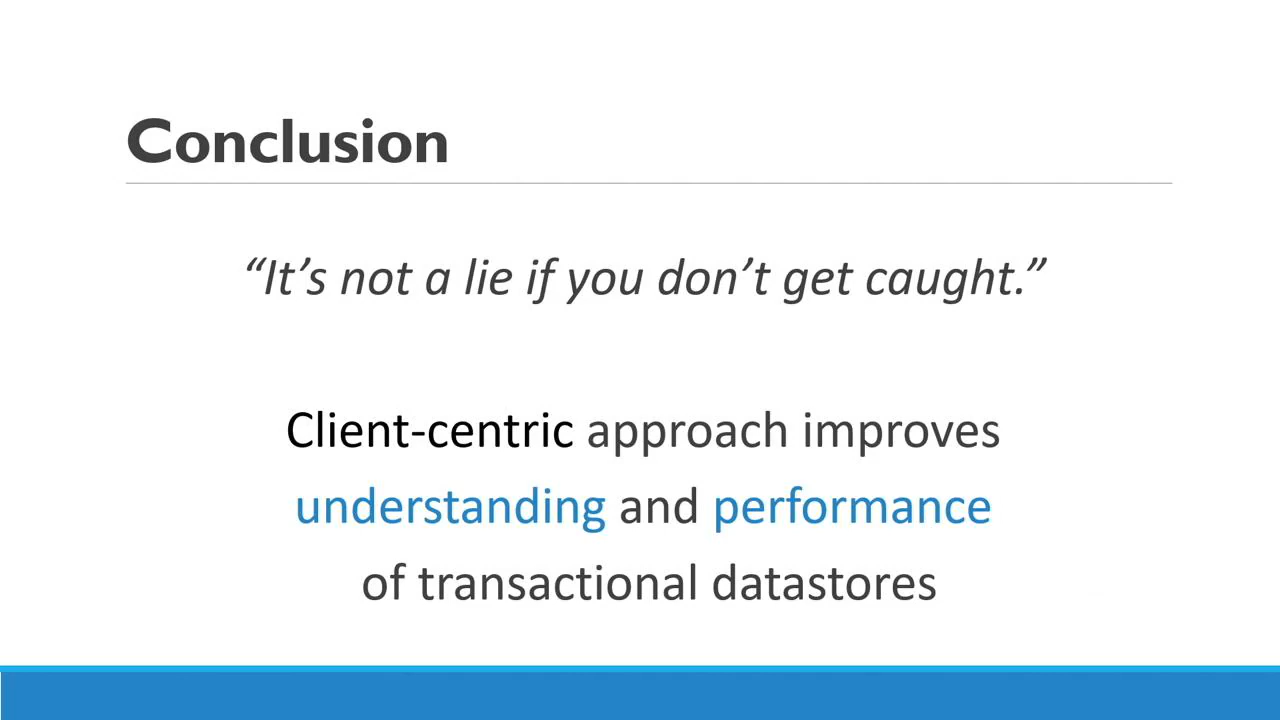 Conclusion
“It’s not a lie if you don’t get caught.”
Client-centric approach improves
understanding and performance
of transactional datastores